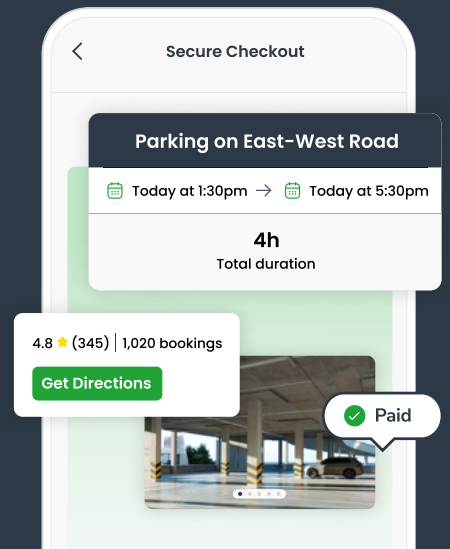 Secure Checkout
Parking on East-West Road
Today at 1:30pm → Today at 5:30pm
4h
Total duration
4.8 ⭐ (345) | 1,020 bookings
Get Directions
Paid